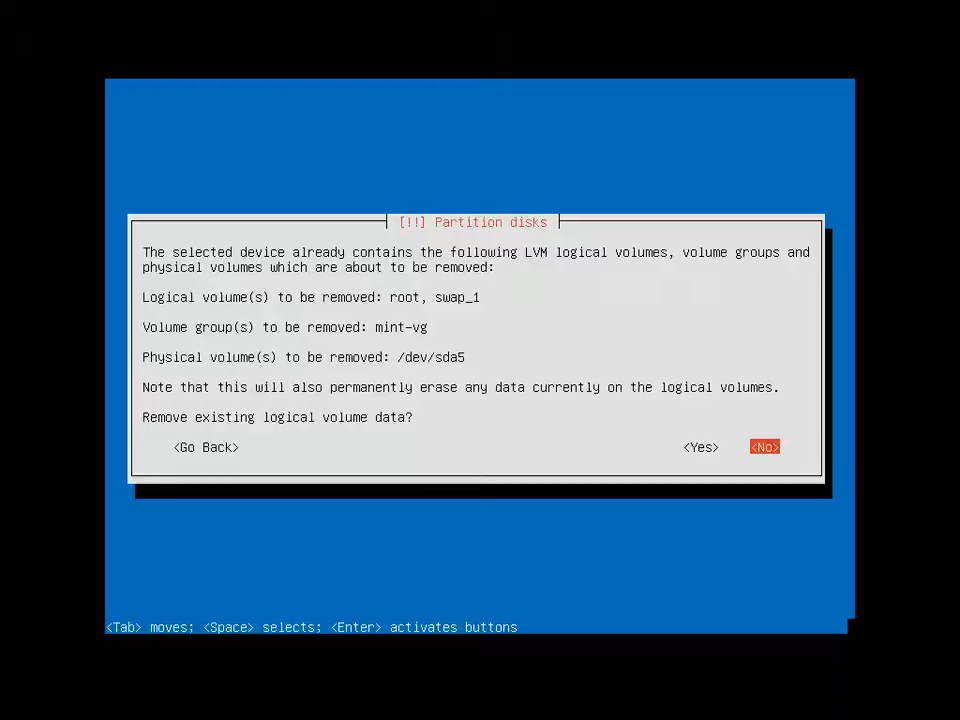 [!!] Partition disks
The selected device already contains the following LVM logical volumes, volume groups and
physical volumes which are about to be removed:
Logical volume(s) to be removed: root, swap_1
Volume group(s) to be removed: mint-vg
Physical volume(s) to be removed: /dev/sda5
Note that this will also permanently erase any data currently on the logical volumes.
Remove existing logical volume data?
<Go Back> <Yes> <No>
<Tab> moves; <Space> selects; <Enter> activates buttons